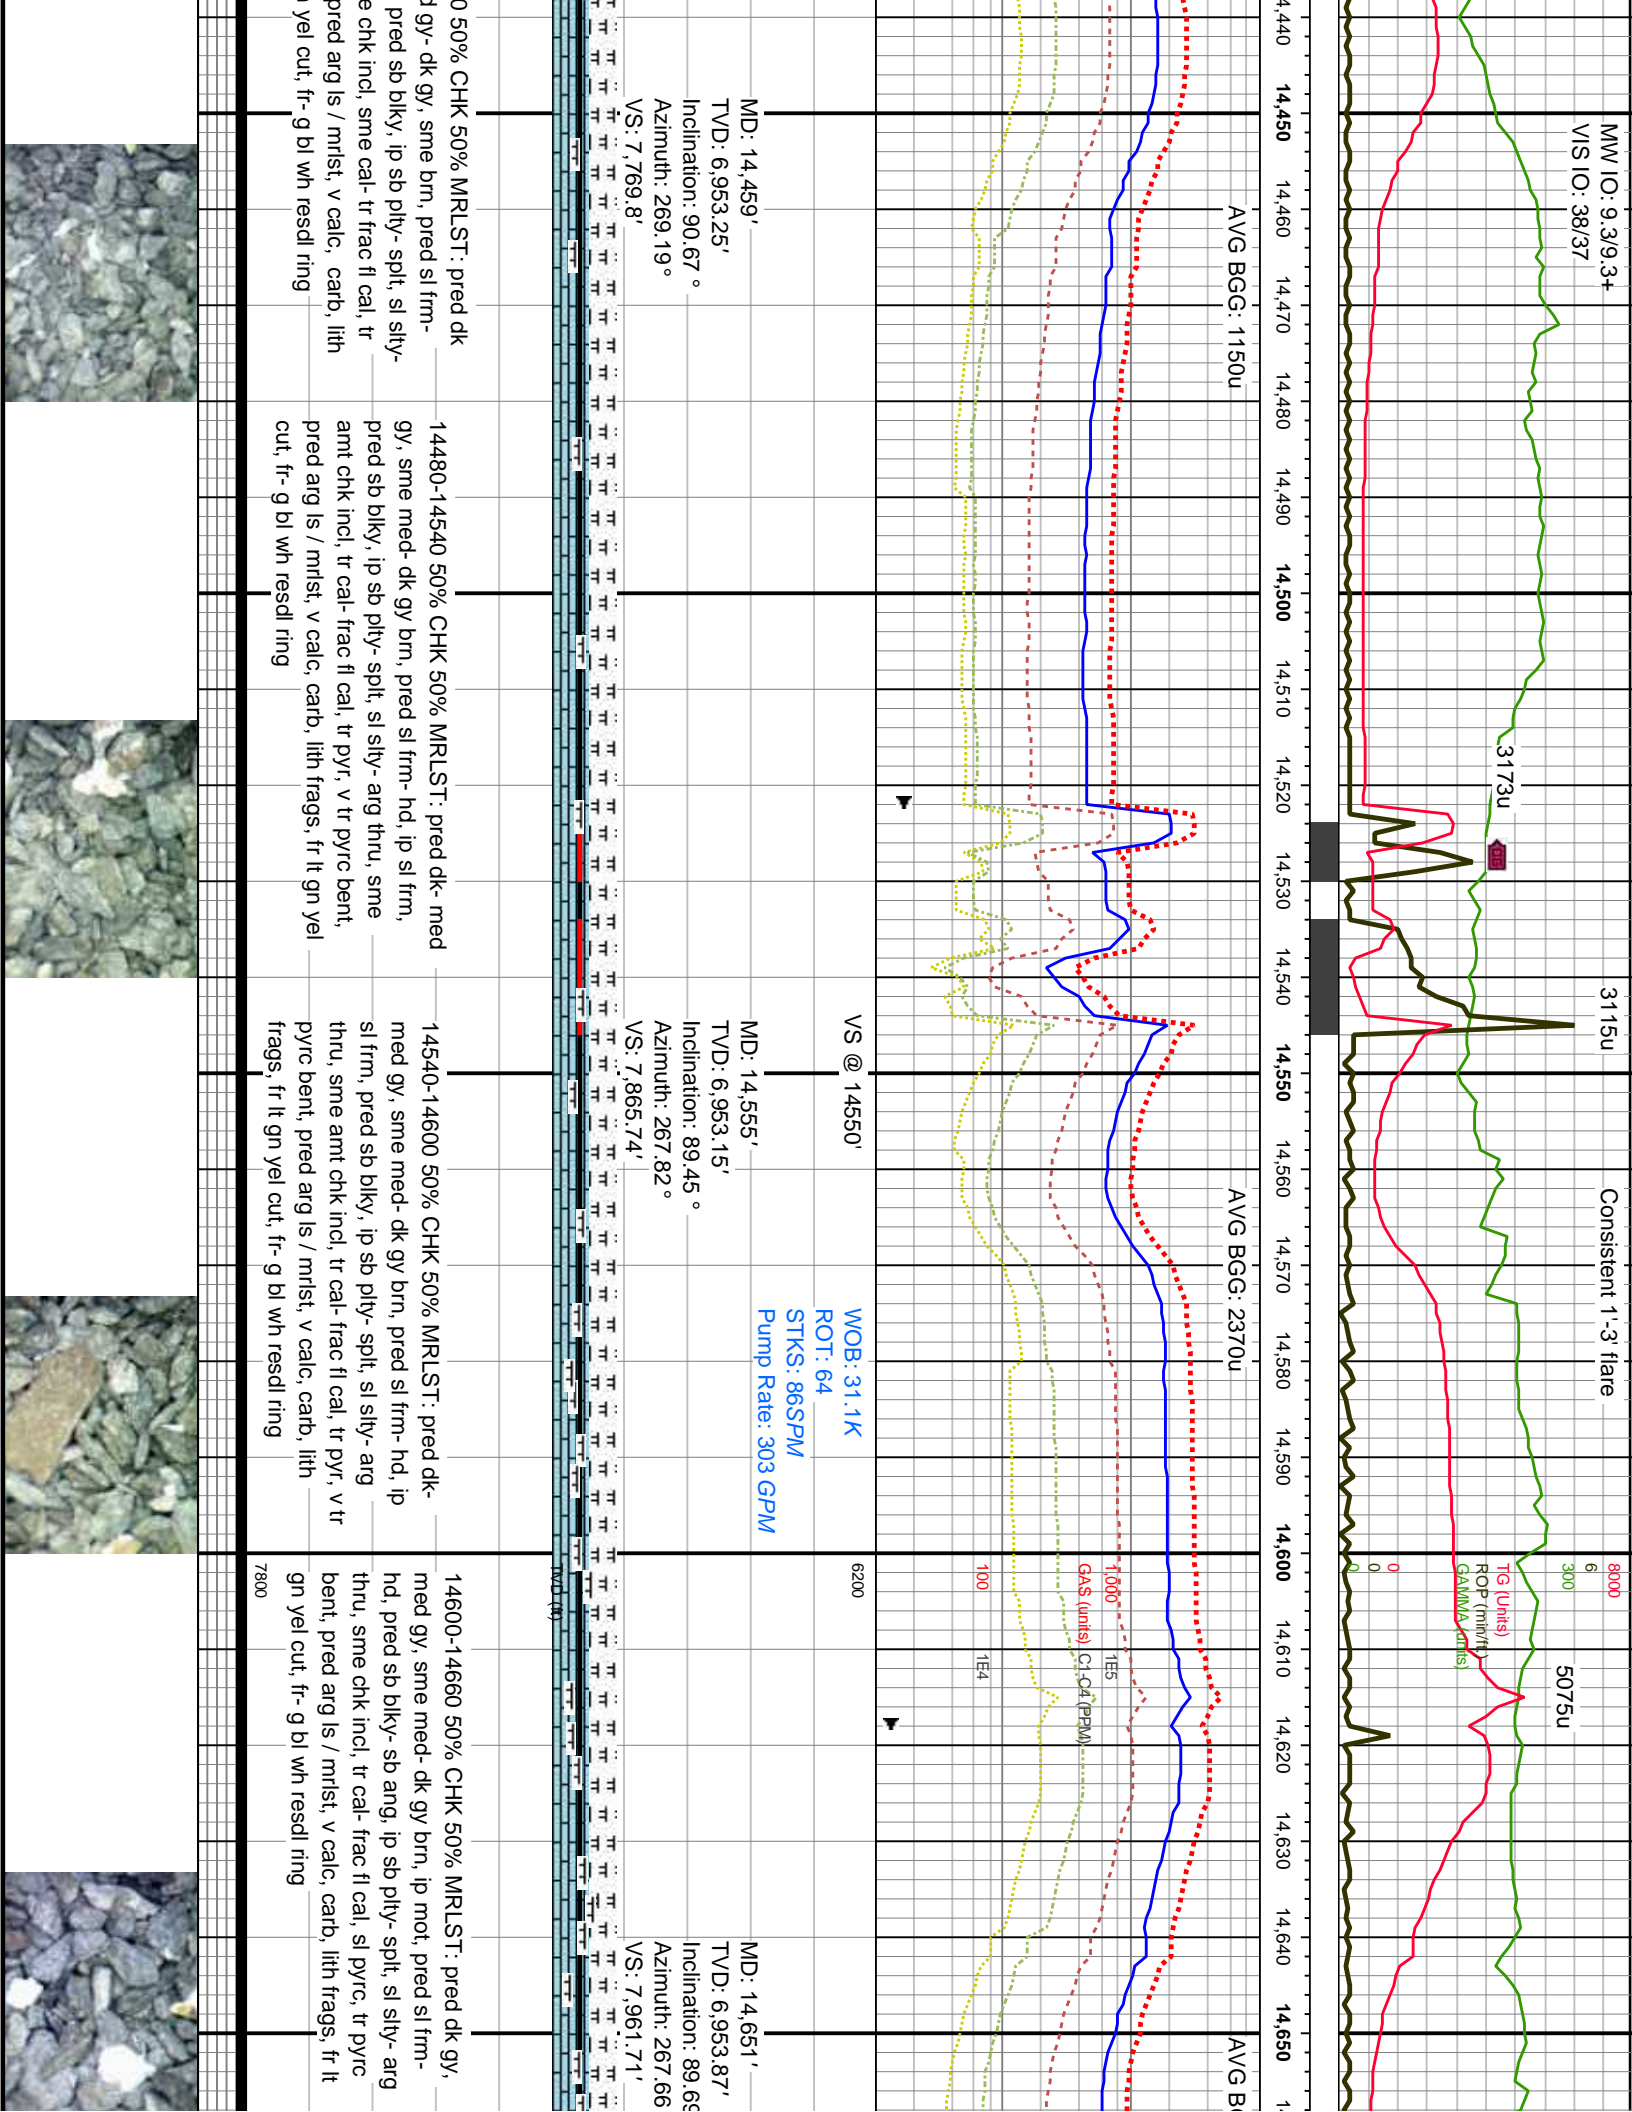 MW IO: 9.3/9.3+
VIS IO: 38/37
3173u
3115u
Consistent 1'-3' flare
5075u
8000
6
300
TG (Units)
ROP (min/ft)
GAMMA (units)
0
0
0
14,440
14,450
14,460
14,470
14,480
14,490
14,500
14,510
14,520
14,530
14,540
14,550
14,560
14,570
14,580
14,590
14,600
14,610
14,620
14,630
14,640
14,650
AVG BGG: 1150u
AVG BGG: 2370u
1,000
1E5
GAS (units)
C1-C4 (PPM)
100
1E4
VS @ 14550'
WOB: 31.1K
ROT: 64
STKS: 86SPM
Pump Rate: 303 GPM
6200
MD: 14,459'
TVD: 6,953.25'
Inclination: 90.67 °
Azimuth: 269.19 °
VS: 7,769.8'
MD: 14,555'
TVD: 6,953.15'
Inclination: 89.45 °
Azimuth: 267.82 °
VS: 7,865.74'
MD: 14,651'
TVD: 6,953.87'
Inclination: 89.69
Azimuth: 267.66
VS: 7,961.71'
TVD (ft)
7800
0 50% CHK 50% MRLST: pred dk
d gy- dk gy, sme brn, pred sl frm-
pred sb blky, ip sb plty- splt, sl slty-
e chk incl, sme cal- tr frac fl cal, tr
pred arg ls / mrlst, v calc, carb, lith
yel cut, fr- g bl wh resdl ring
14480-14540 50% CHK 50% MRLST: pred dk- med
gy, sme med- dk gy brn, pred sl frm- hd, ip sl frm,
pred sb blky, ip sb plty- splt, sl slty- arg thru, sme
amt chk incl, tr cal- frac fl cal, tr pyr, v tr pyrc bent,
pred arg ls / mrlst, v calc, carb, lith frags, fr lt gn yel
cut, fr- g bl wh resdl ring
14540-14600 50% CHK 50% MRLST: pred dk-
med gy, sme med- dk gy brn, pred sl frm- hd, ip
sl frm, pred sb blky, ip sb plty- splt, sl slty- arg
thru, sme amt chk incl, tr cal- frac fl cal, tr pyr, v tr
pyrc bent, pred arg ls / mrlst, v calc, carb, lith
frags, fr lt gn yel cut, fr- g bl wh resdl ring
14600-14660 50% CHK 50% MRLST: pred dk gy,
med gy, sme med- dk gy brn, ip mot, pred sl frm-
hd, pred sb blky- sb ang, ip sb plty- splt, sl slty- arg
thru, sme chk incl, tr cal- frac fl cal, sl pyrc, tr pyrc
bent, pred arg ls / mrlst, v calc, carb, lith frags, fr lt
gn yel cut, fr- g bl wh resdl ring